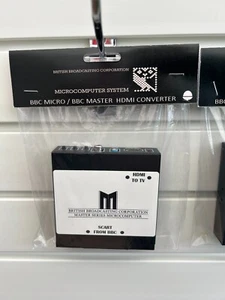 BRITISH BROADCASTING CORPORATION
MICROCOMPUTER SYSTEM
BBC MICRO / BBC MASTER HDMI CONVERTER
BBC
HDMI
TO TV
M
BRITISH BROADCASTING CORPORATION
MASTER SERIES MICROCOMPUTER
SCART
FROM BBC